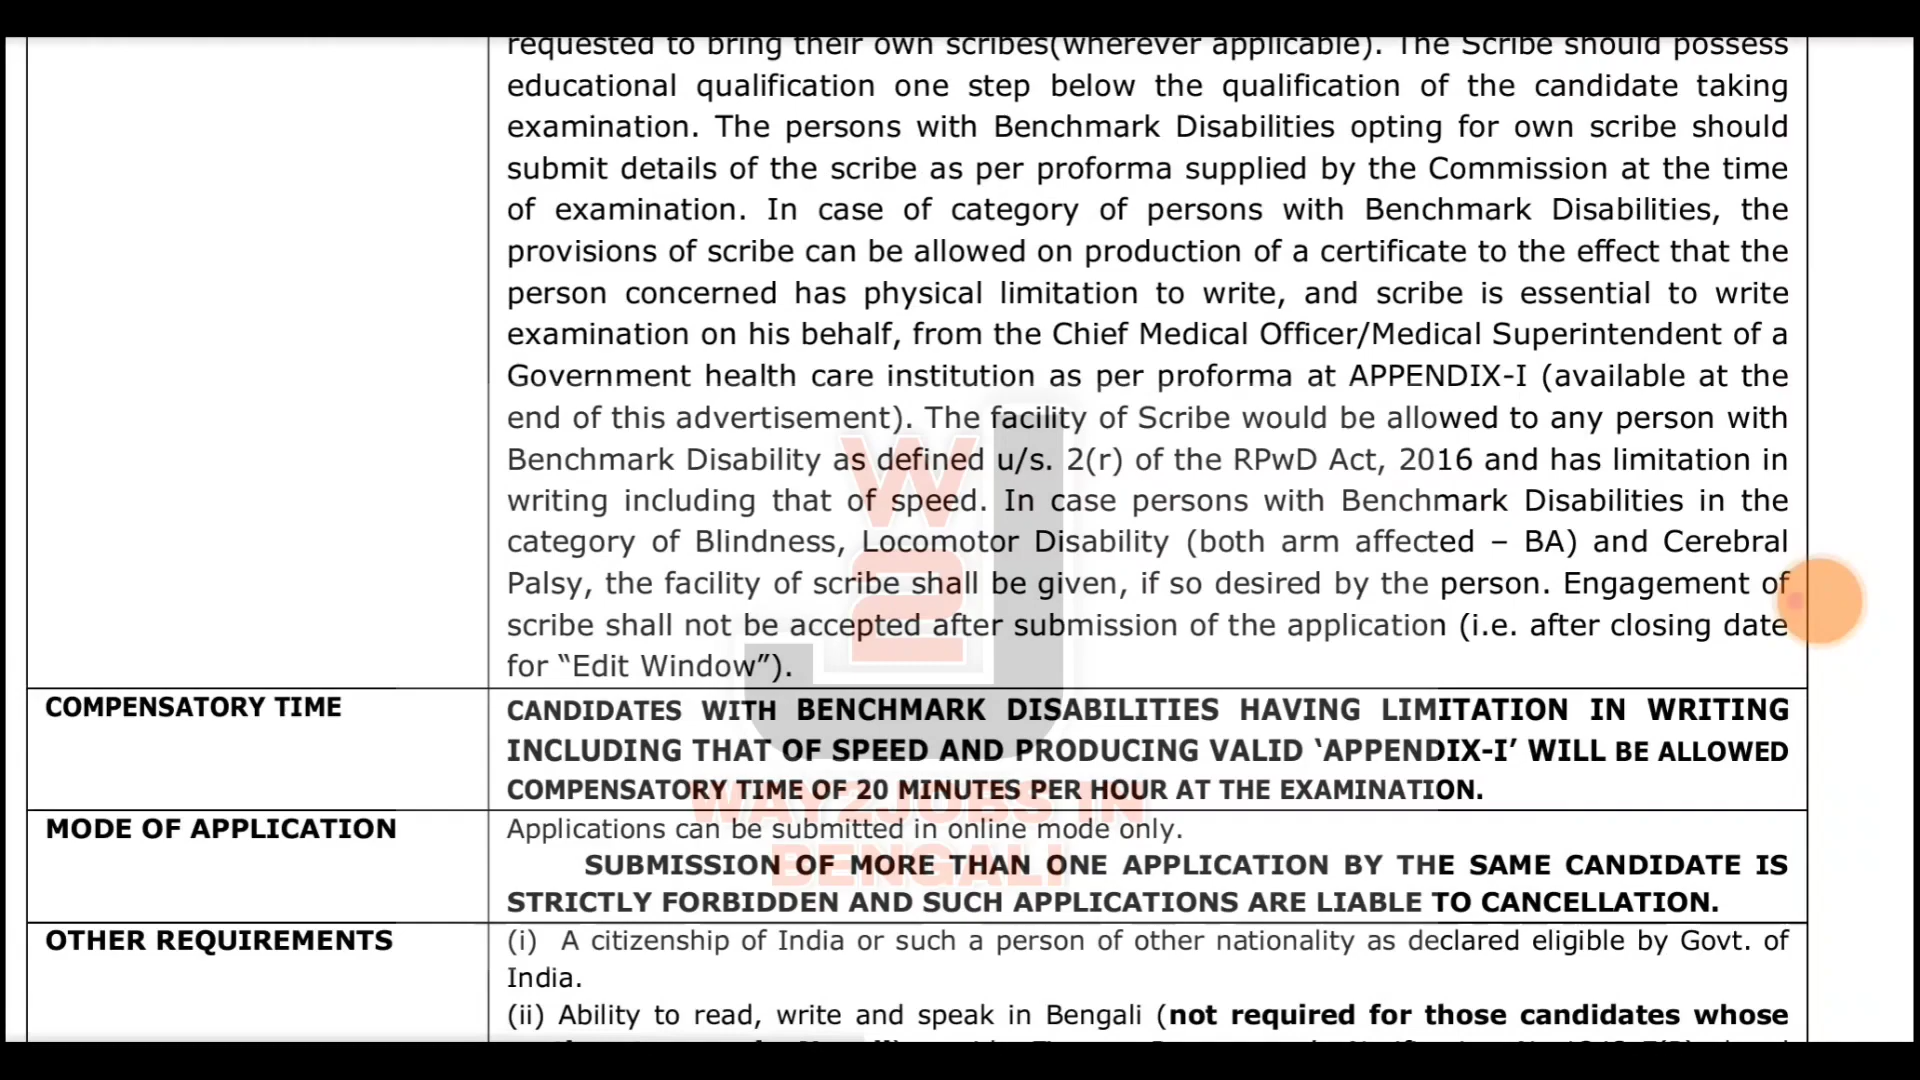 requested to bring their own scribes(wherever applicable). The Scribe should possess
educational qualification one step below the qualification of the candidate taking
examination. The persons with Benchmark Disabilities opting for own scribe should
submit details of the scribe as per proforma supplied by the Commission at the time
of examination. In case of category of persons with Benchmark Disabilities, the
provisions of scribe can be allowed on production of a certificate to the effect that the
person concerned has physical limitation to write, and scribe is essential to write
examination on his behalf, from the Chief Medical Officer/Medical Superintendent of a
Government health care institution as per proforma at APPENDIX-I (available at the
end of this advertisement). The facility of Scribe would be allowed to any person with
Benchmark Disability as defined u/s. 2(r) of the RPwD Act, 2016 and has limitation in
writing including that of speed. In case persons with Benchmark Disabilities in the
category of Blindness, Locomotor Disability (both arm affected – BA) and Cerebral
Palsy, the facility of scribe shall be given, if so desired by the person. Engagement of
scribe shall not be accepted after submission of the application (i.e. after closing date
for “Edit Window”).
COMPENSATORY TIME
CANDIDATES WITH BENCHMARK DISABILITIES HAVING LIMITATION IN WRITING
INCLUDING THAT OF SPEED AND PRODUCING VALID ‘APPENDIX-I’ WILL BE ALLOWED
COMPENSATORY TIME OF 20 MINUTES PER HOUR AT THE EXAMINATION.
MODE OF APPLICATION
Applications can be submitted in online mode only.
SUBMISSION OF MORE THAN ONE APPLICATION BY THE SAME CANDIDATE IS
STRICTLY FORBIDDEN AND SUCH APPLICATIONS ARE LIABLE TO CANCELLATION.
OTHER REQUIREMENTS
(i) A citizenship of India or such a person of other nationality as declared eligible by Govt. of
India.
(ii) Ability to read, write and speak in Bengali (not required for those candidates whose
W
2
J
WAY2JOBS IN
BENGALI